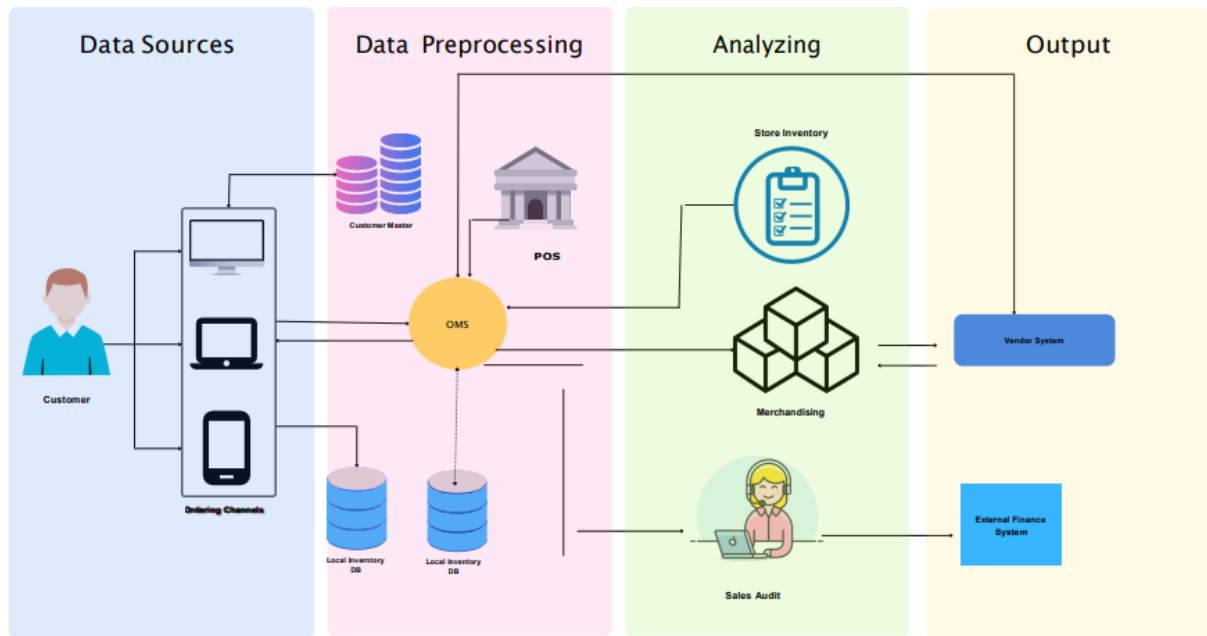 Data Sources
Data Preprocessing
Analyzing
Output
Store Inventory
Customer Master
POS
OMS
Vendor System
Customer
Merchandising
Ordering Channels
Local Inventory
DB
Local Inventory
DB
External Finance
System
Sales Audit